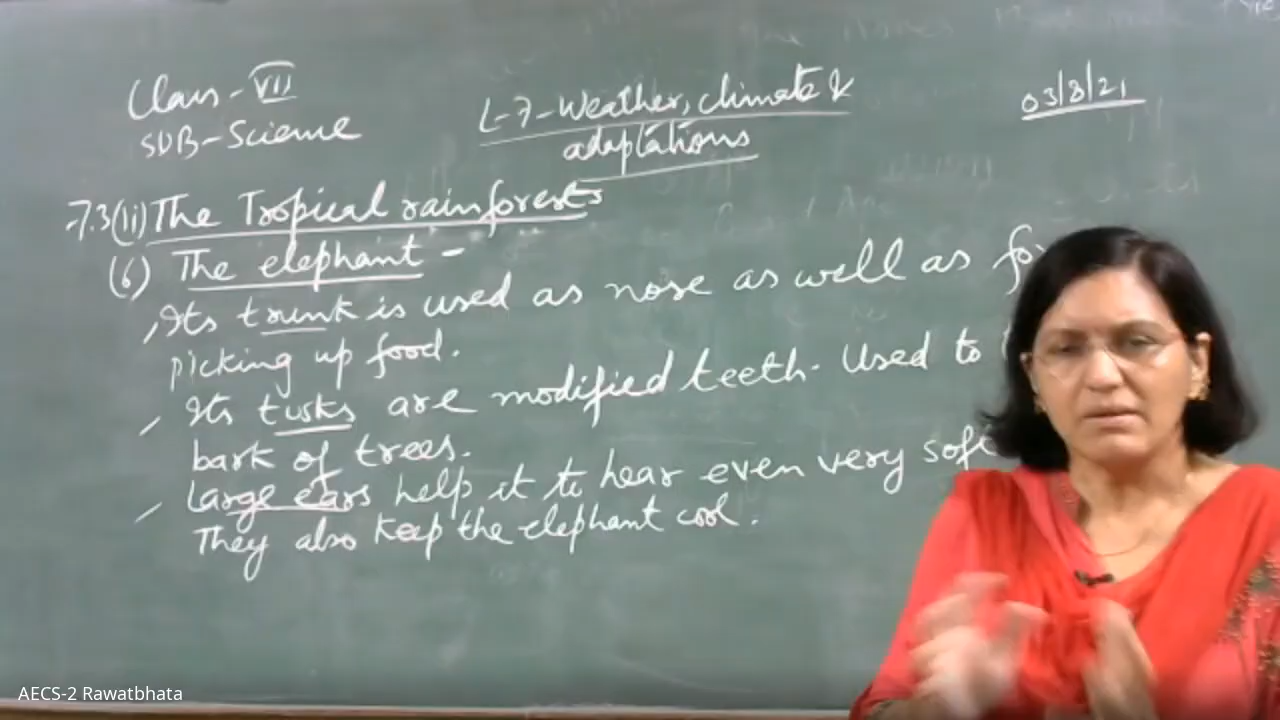 Class - VII
SUB - Science
L-7-Weather, climate &
adaptations
03/8/21
7.3(ii) The Tropical rainforests
(6) The elephant -
Its trunk is used as nose as well as
picking up food.
Its tusks are modified teeth. Used to
bark of trees.
Large ears help it to hear even very soft
They also keep the elephant cool.
AECS-2 Rawatbhata